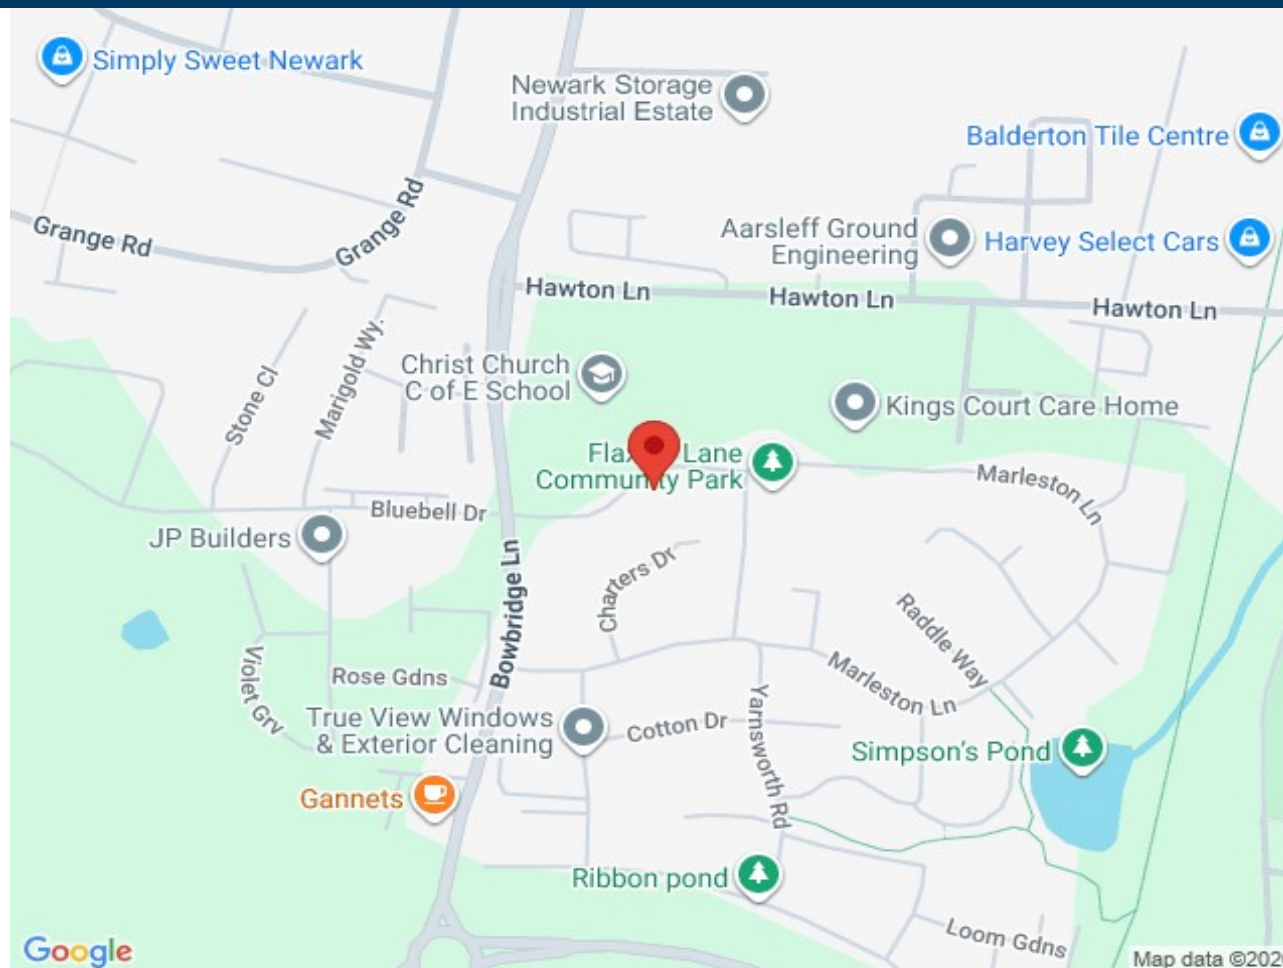 Simply Sweet Newark
Newark Storage
Industrial Estate
Balderton Tile Centre
Grange Rd
Grange Rd
Aarsleff Ground
Engineering
Harvey Select Cars
Hawton Ln
Hawton Ln
Hawton Ln
Stone Cl
Marigold Wy.
Christ Church
C of E School
Kings Court Care Home
Lane
Community Park
Marleston Ln
Bluebell Dr
JP Builders
Charters Dr
Bowbridge Ln
Raddle Way
Violet Grv
Rose Gdns
Marleston Ln
Yarnsworth Rd
True View Windows
& Exterior Cleaning
Cotton Dr
Simpson's Pond
Gannets
Ribbon pond
Loom Gdns
Google
Map data ©202